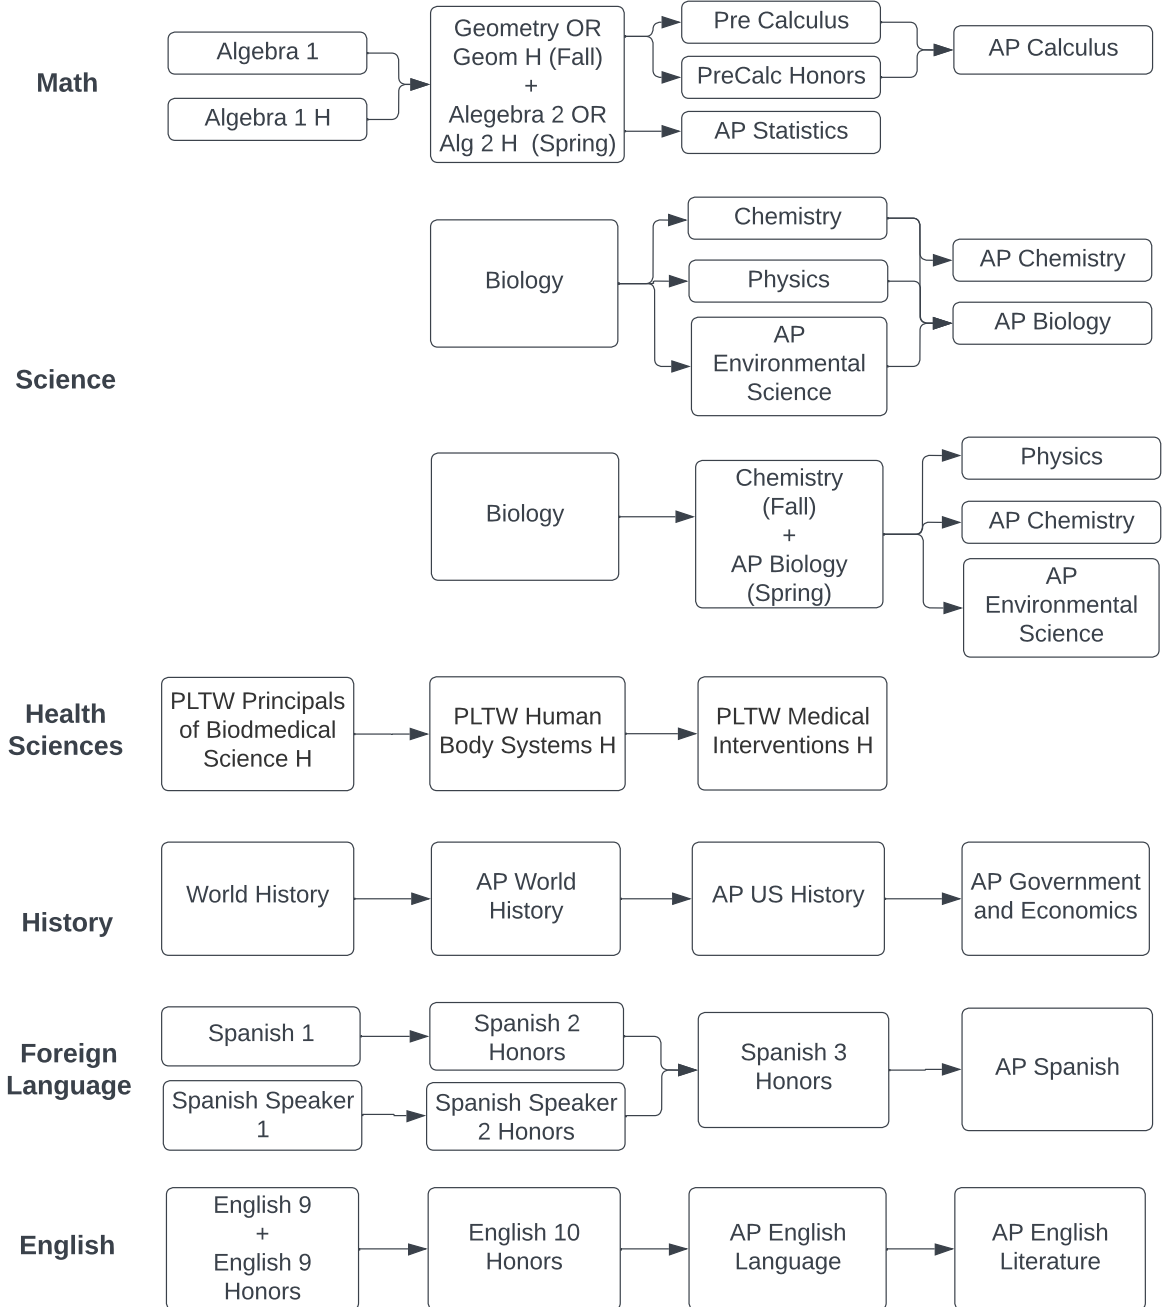 Math
Algebra 1
Algebra 1 H
Geometry OR
Geom H (Fall)
+
Alegebra 2 OR
Alg 2 H (Spring)
Pre Calculus
PreCalc Honors
AP Statistics
AP Calculus
Science
Biology
Chemistry
Physics
AP
Environmental
Science
AP Chemistry
AP Biology
Biology
Chemistry
(Fall)
+
AP Biology
(Spring)
Physics
AP Chemistry
AP
Environmental
Science
Health
Sciences
PLTW Principals
of Biodmedical
Science H
PLTW Human
Body Systems H
PLTW Medical
Interventions H
History
World History
AP World
History
AP US History
AP Government
and Economics
Foreign
Language
Spanish 1
Spanish 2
Honors
Spanish Speaker
1
Spanish Speaker
2 Honors
Spanish 3
Honors
AP Spanish
English
English 9
+
English 9
Honors
English 10
Honors
AP English
Language
AP English
Literature